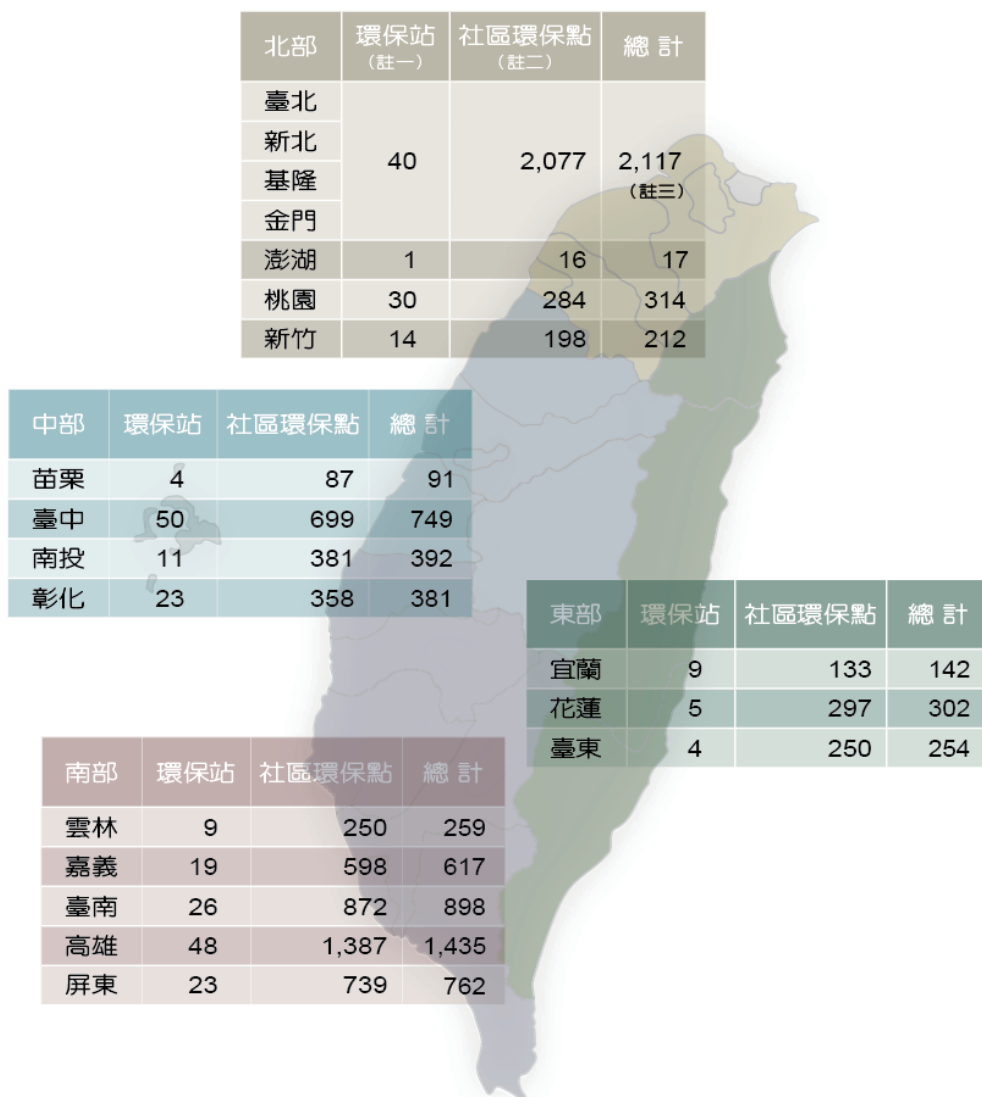 北部 環保站 社區環保點 總 計
（註一） （註二）
臺北
新北
40 2,077 2,117
基隆 （註三）
金門
澎湖 1 16 17
桃園 30 284 314
新竹 14 198 212
中部 環保站 社區環保點 總 計
苗栗 4 87 91
臺中 50 699 749
南投 11 381 392
彰化 23 358 381
東部 環保站 社區環保點 總 計
宜蘭 9 133 142
花蓮 5 297 302
臺東 4 250 254
南部 環保站 社區環保點 總 計
雲林 9 250 259
嘉義 19 598 617
臺南 26 872 898
高雄 48 1,387 1,435
屏東 23 739 762